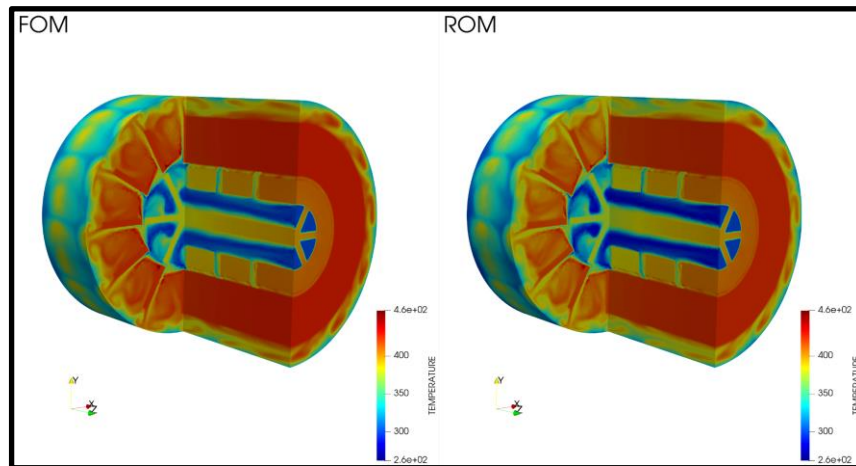 FOM
4.6e+02
400
350
300
2.6e+02
TEMPERATURE
Y
X
Z
ROM
4.6e+02
400
350
300
2.6e+02
TEMPERATURE
Y
X
Z